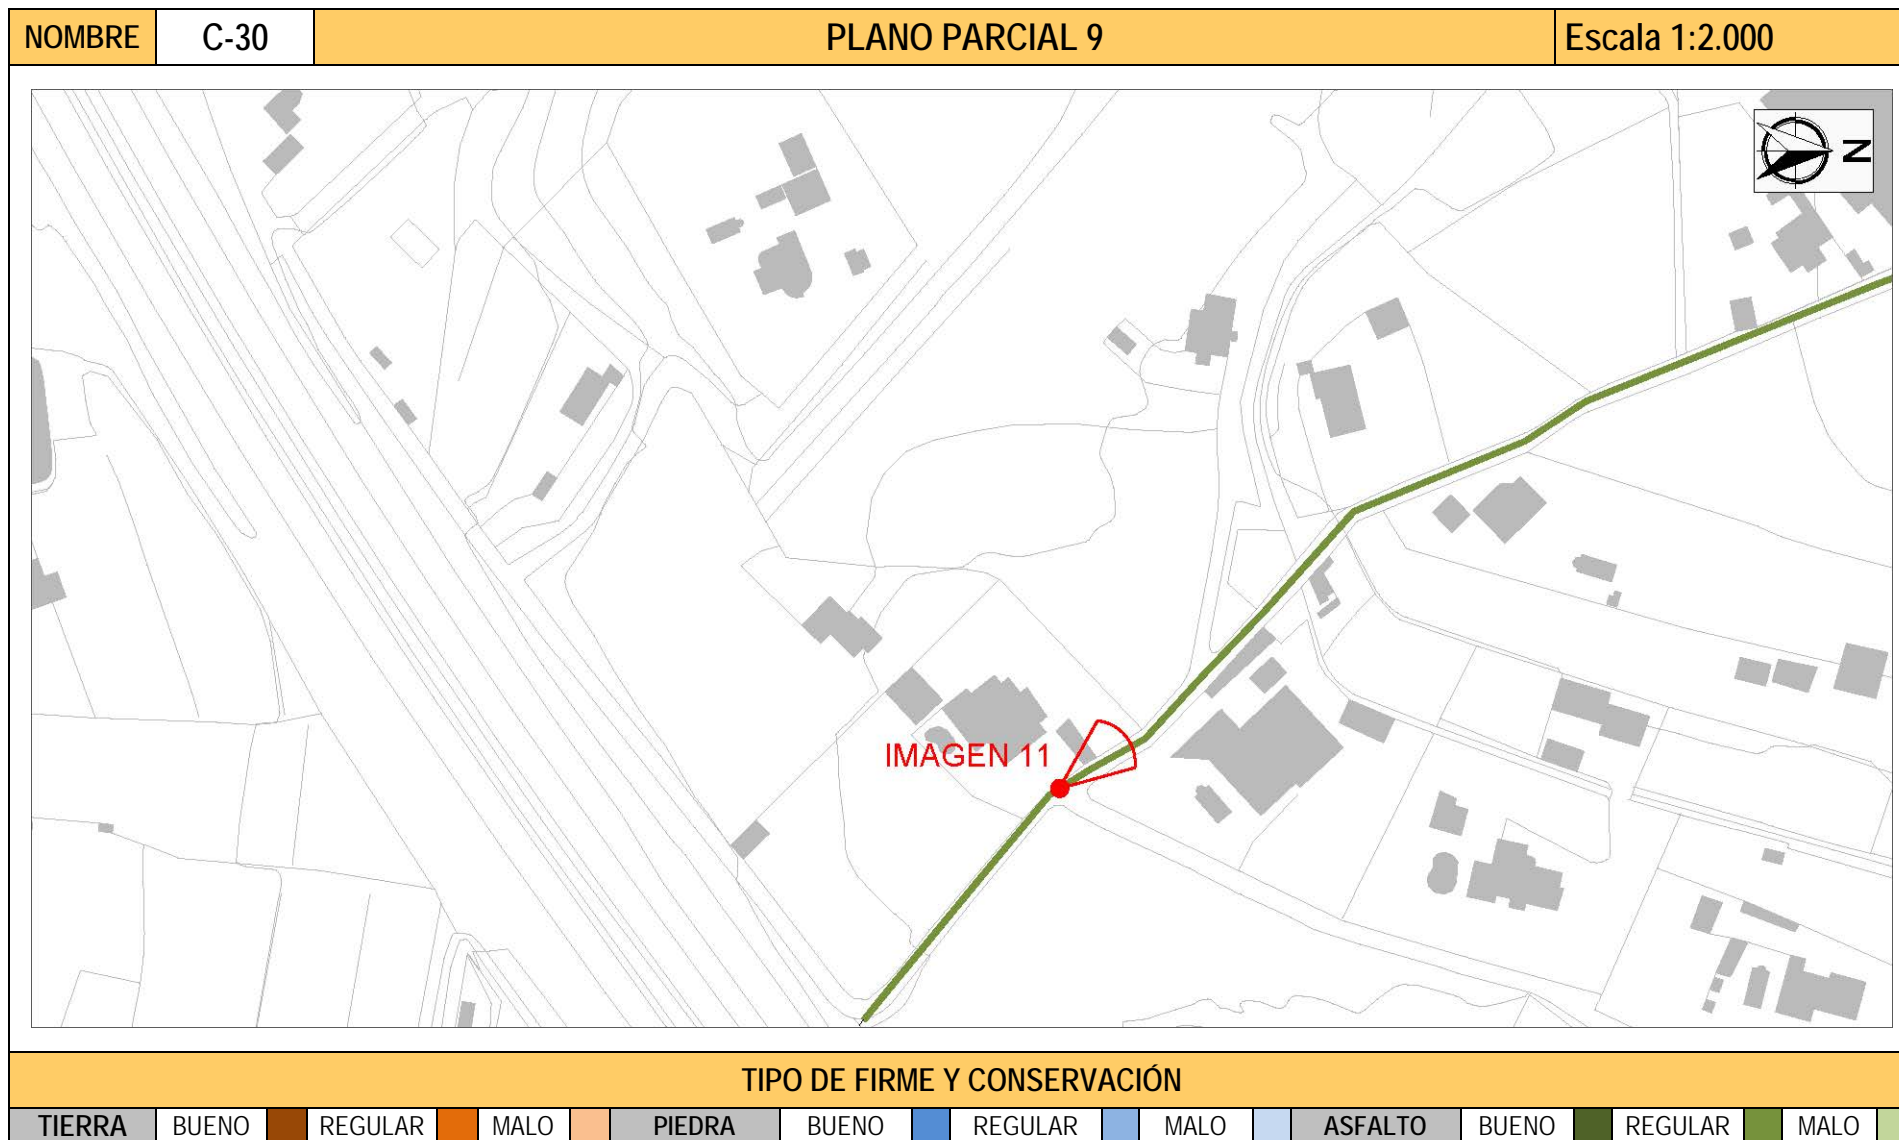 NOMBRE C-30 PLANO PARCIAL 9 Escala 1:2.000
N
IMAGEN 11
TIPO DE FIRME Y CONSERVACIÓN
TIERRA BUENO REGULAR MALO PIEDRA BUENO REGULAR MALO ASFALTO BUENO REGULAR MALO